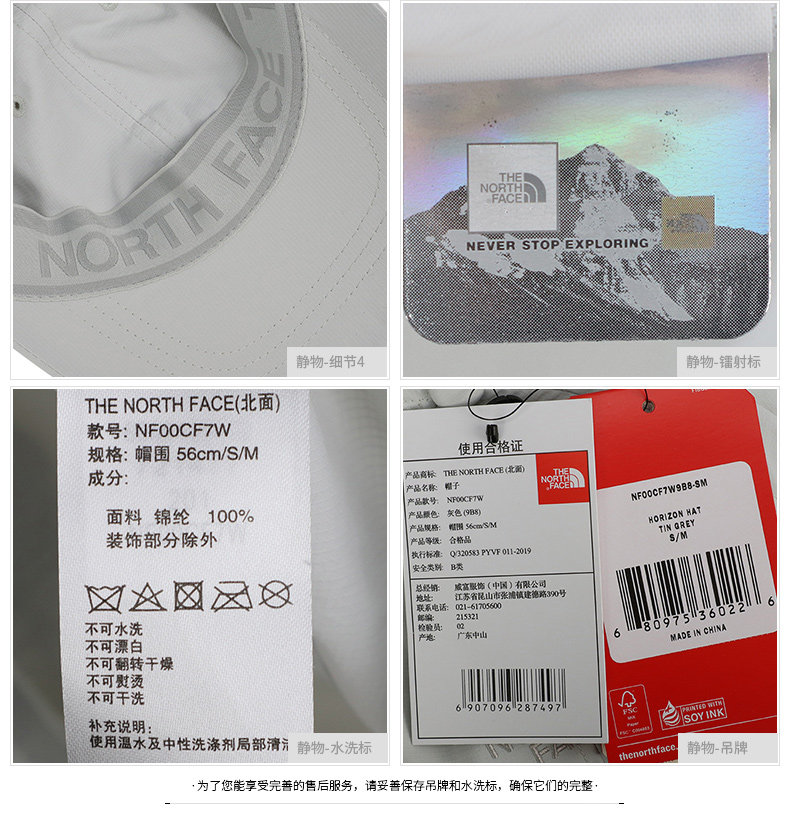 NORTH FACE T
静物-细节4
THE
NORTH
FACE
NEVER STOP EXPLORING
静物-镭射标
THE NORTH FACE(北面)
款号: NF00CF7W
规格: 帽围 56cm/S/M
成分:
面料 锦纶 100%
装饰部分除外
不可水洗
不可漂白
不可翻转干燥
不可熨烫
不可干洗
补充说明:
使用温水及中性洗涤剂局部清洁
静物-水洗标
使用合格证
产品商标: THE NORTH FACE (北面)
产品名称: 帽子
产品款号: NF00CF7W
产品颜色: 灰色 (9B8)
产品规格: 帽围 56cm/S/M
产品等级: 合格品
执行标准: Q/320583 PYVF 011-2019
安全类别: B类
THE
NORTH
FACE
总经销: 威富服饰（中国）有限公司
地址: 江苏省昆山市张浦镇建德路390号
联系电话: 021-61705600
邮编: 215321
检验员: 02
产地: 广东中山
6 907096 287497
NF00CF7W9B8-SM
HORIZON HAT
TIN GREY
S/M
6 80975 36022 6
MADE IN CHINA
FSC
MIX
Paper
PRINTED WITH
SOY INK
thenorthface.
静物-吊牌
·为了您能享受完善的售后服务，请妥善保存吊牌和水洗标，确保它们的完整·